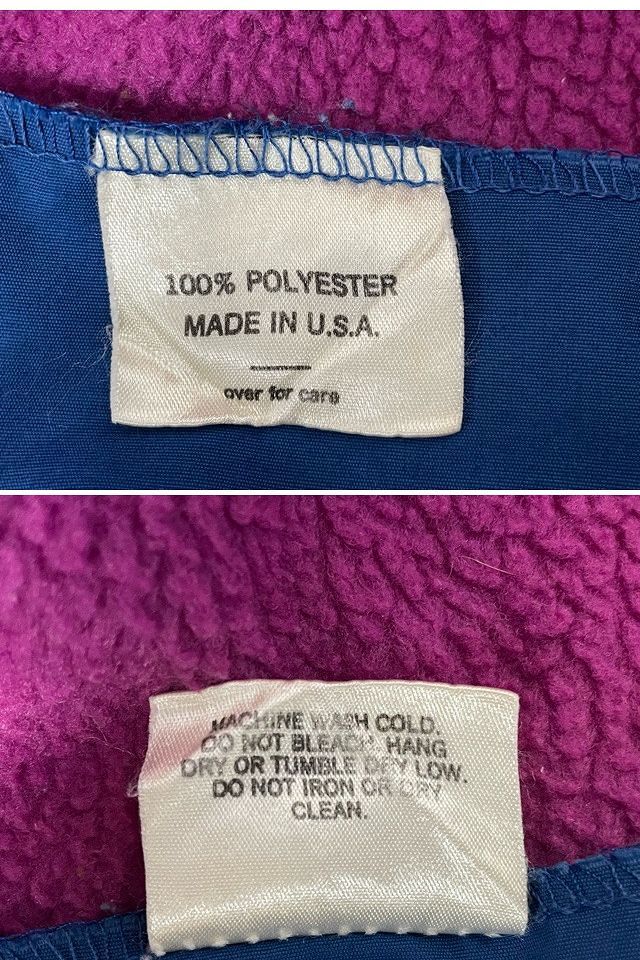 100% POLYESTER
MADE IN U.S.A.
over for care
MACHINE WASH COLD.
DO NOT BLEACH. HANG
DRY OR TUMBLE DRY LOW.
DO NOT IRON OR DRY
CLEAN.